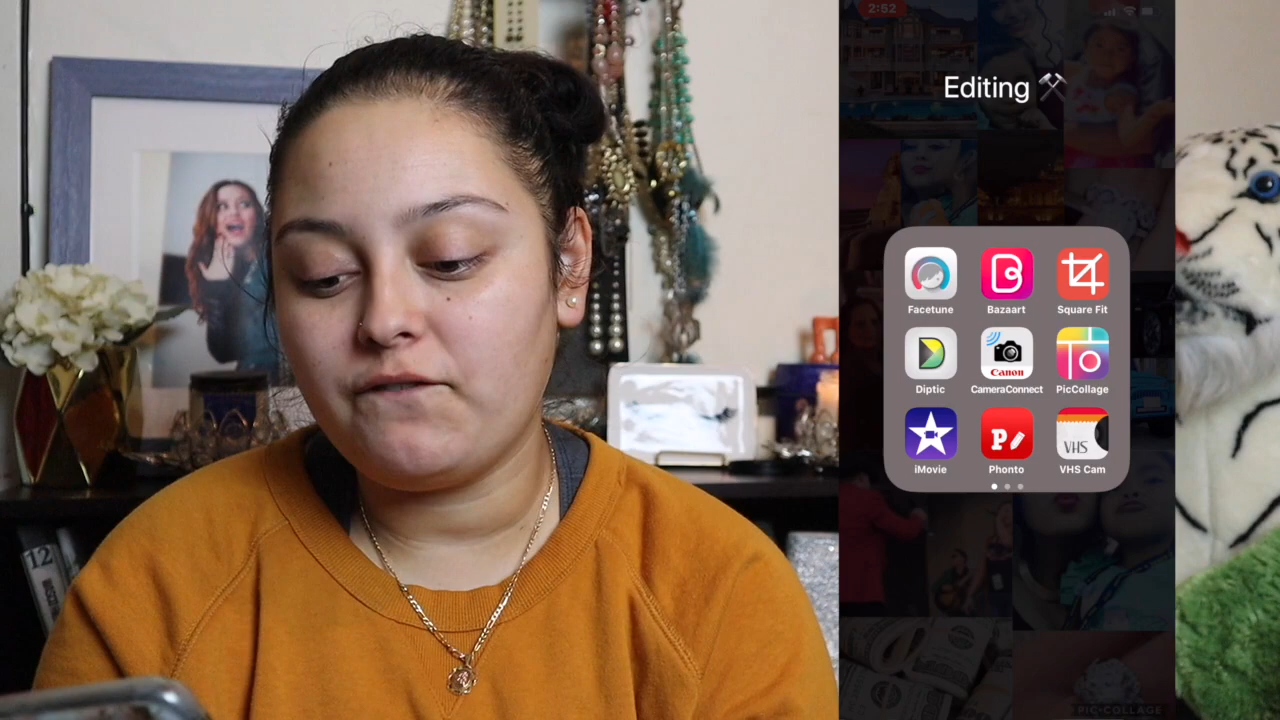 2:52
Editing
Facetune
Bazaart
Square Fit
Diptic
Canon
CameraConnect
PicCollage
iMovie
P
Phonto
VHS
VHS Cam
12
PIC•COLLAGE